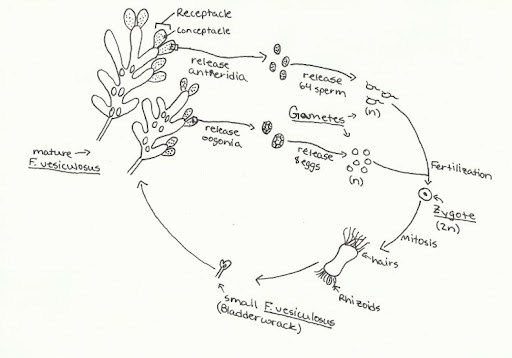 Receptacle
Conceptacle
release
antheridia
release
64 sperm
(n)
Gametes
release
oogonia
release
8 eggs
(n)
Fertilization
mature
F. vesiculosus
Zygote
(2n)
Mitosis
hairs
Rhizoids
small F. vesiculosus
(Bladderwrack)